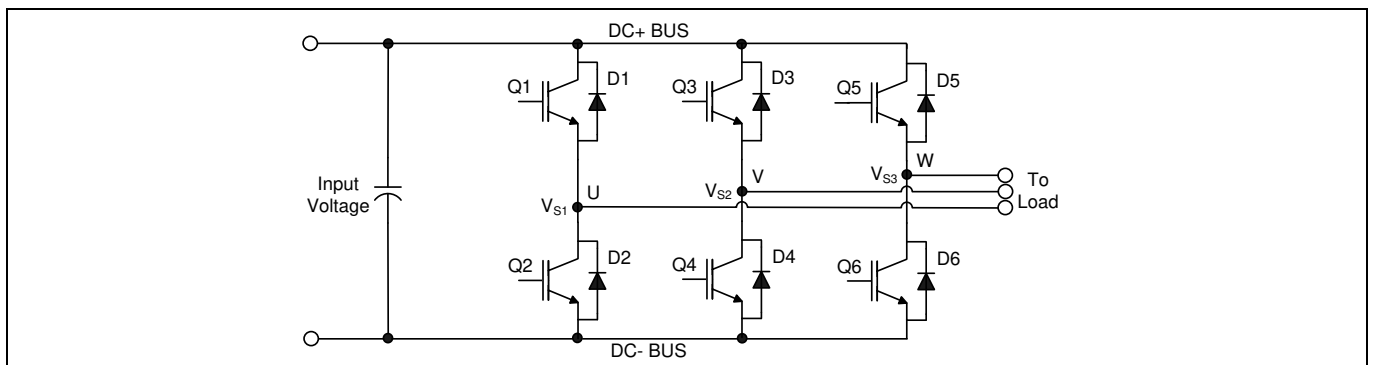 DC+ BUS
Q1
D1
Q3
D3
Q5
D5
Input
Voltage
U
V
W
VS1
VS2
VS3
To
Load
Q2
D2
Q4
D4
Q6
D6
DC- BUS